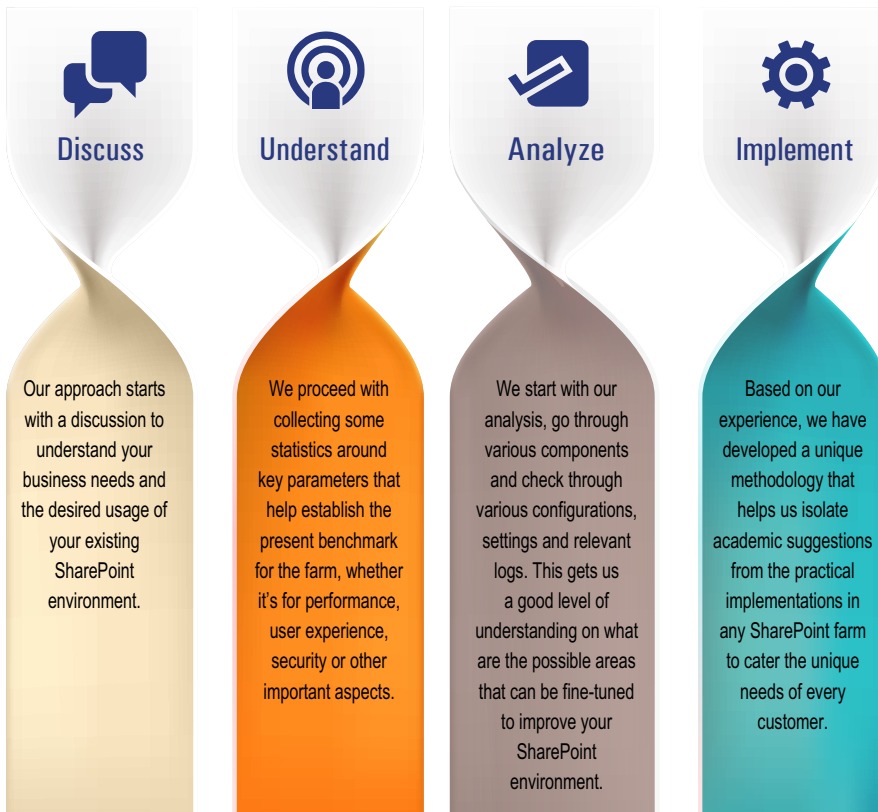 Discuss
Our approach starts
with a discussion to
understand your
business needs and
the desired usage of
your existing
SharePoint
environment.
Understand
We proceed with
collecting some
statistics around
key parameters that
help establish the
present benchmark
for the farm, whether
it's for performance,
user experience,
security or other
important aspects.
Analyze
We start with our
analysis, go through
various components
and check through
various configurations,
settings and relevant
logs. This gets us
a good level of
understanding on what
are the possible areas
that can be fine-tuned
to improve your
SharePoint
environment.
Implement
Based on our
experience, we have
developed a unique
methodology that
helps us isolate
academic suggestions
from the practical
implementations in
any SharePoint farm
to cater the unique
needs of every
customer.